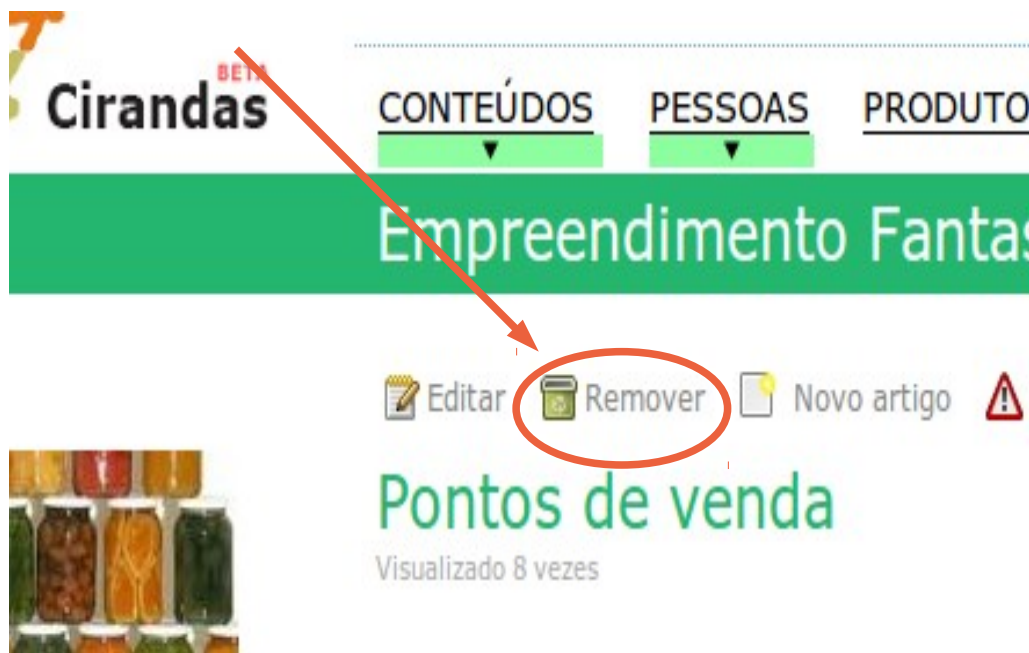 BETA
Cirandas
CONTEÚDOS PESSOAS
Empreendimento
Editar Remover Novo artigo
Pontos de venda
Visualizado 8 vezes